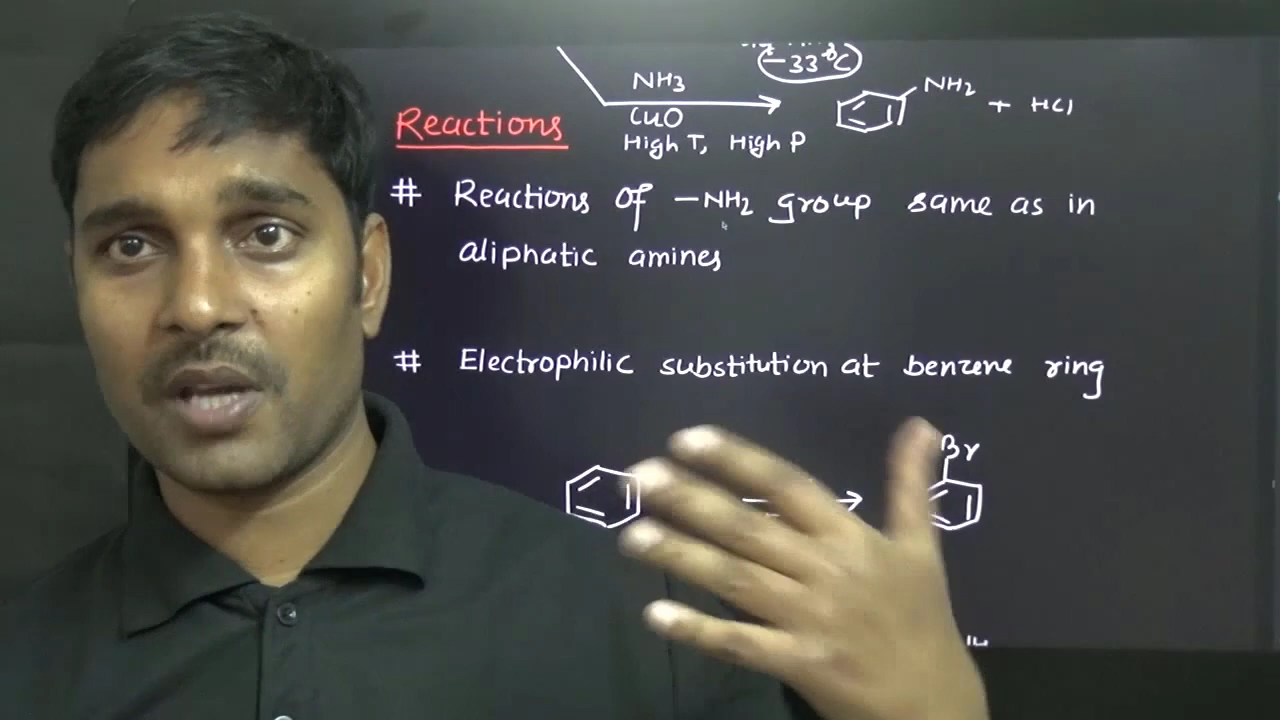 −33°C
NH3
NH2 + HCl
CuO
High T, High P
Reactions
# Reactions of −NH2 group same as in
aliphatic amines
# Electrophilic substitution at benzene ring
Br